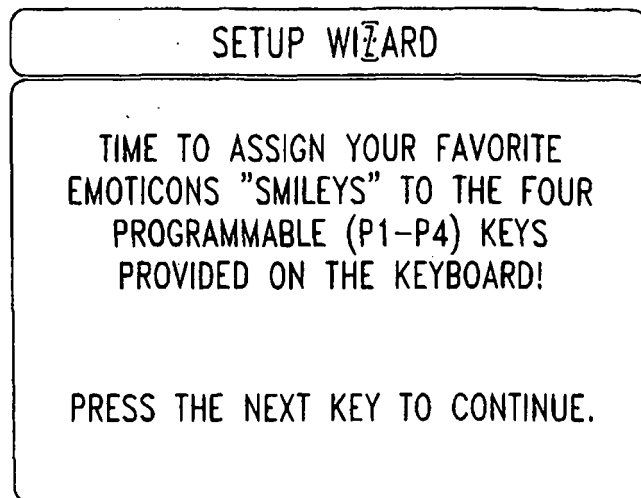 SETUP WIZARD
TIME TO ASSIGN YOUR FAVORITE
EMOTICONS "SMILEYS" TO THE FOUR
PROGRAMMABLE (P1-P4) KEYS
PROVIDED ON THE KEYBOARD!
PRESS THE NEXT KEY TO CONTINUE.